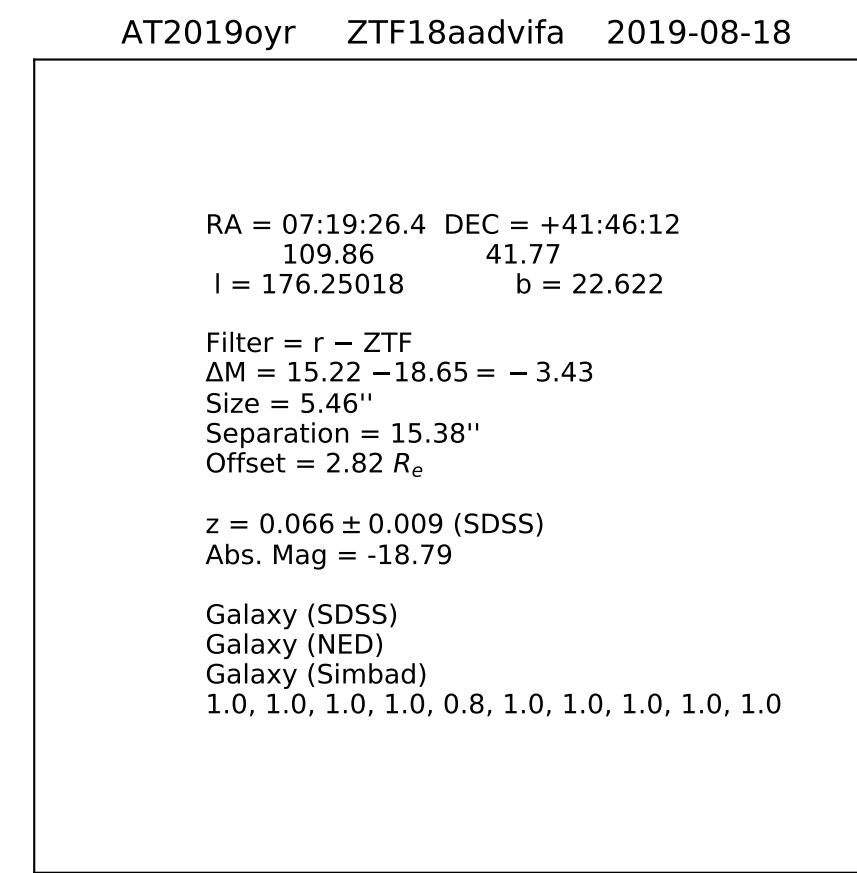 AT2019oyr ZTF18aadvifa 2019-08-18
RA = 07:19:26.4 DEC = +41:46:12
109.86 41.77
l = 176.25018 b = 22.622
Filter = r − ZTF
ΔM = 15.22 −18.65 = − 3.43
Size = 5.46''
Separation = 15.38''
Offset = 2.82 Re
z = 0.066 ± 0.009 (SDSS)
Abs. Mag = -18.79
Galaxy (SDSS)
Galaxy (NED)
Galaxy (Simbad)
1.0, 1.0, 1.0, 1.0, 0.8, 1.0, 1.0, 1.0, 1.0, 1.0